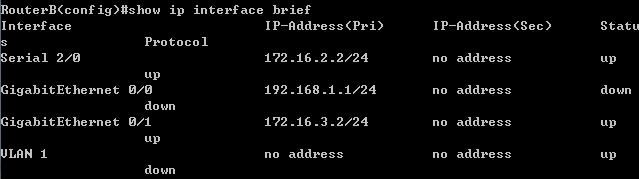 RouterB(config)#show ip interface brief
Interface IP-Address(Pri) IP-Address(Sec) Statu
s Protocol
Serial 2/0 172.16.2.2/24 no address up
up
GigabitEthernet 0/0 192.168.1.1/24 no address down
down
GigabitEthernet 0/1 172.16.3.2/24 no address up
up
VLAN 1 no address no address up
down